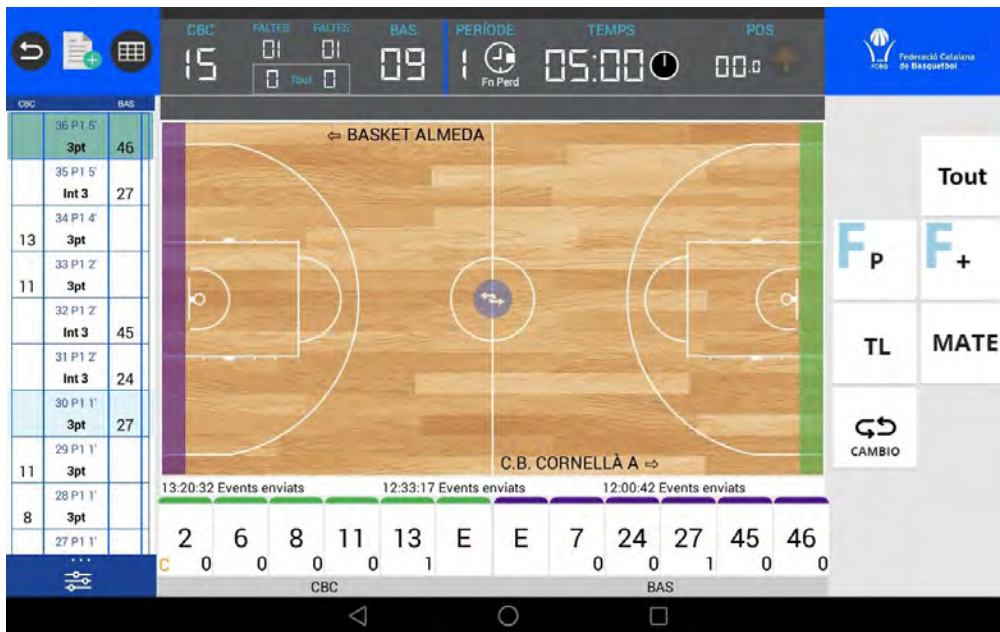 CBC FALTES FALTES BAS PERÍODE TEMPS POS
15 01 01 09 1 05:00 00.0
0 Tout 0 Fn Perd
FCBQ Federació Catalana de Basquetbol
CBC BAS
36 P1 5'
3pt 46
35 P1 5'
Int 3 27
34 P1 4'
13 3pt
33 P1 2'
11 3pt
32 P1 2'
Int 3 45
31 P1 2'
Int 3 24
30 P1 1'
3pt 27
29 P1 1'
11 3pt
28 P1 1'
8 3pt
27 P1 1'
⇦ BASKET ALMEDA
C.B. CORNELLÀ A ⇨
13:20:32 Events enviats 12:33:17 Events enviats 12:00:42 Events enviats
2 6 8 11 13 E E 7 24 27 45 46
C 0 0 0 0 1 0 0 1 0 0
CBC BAS
Tout
F P F +
TL MATE
CAMBIO